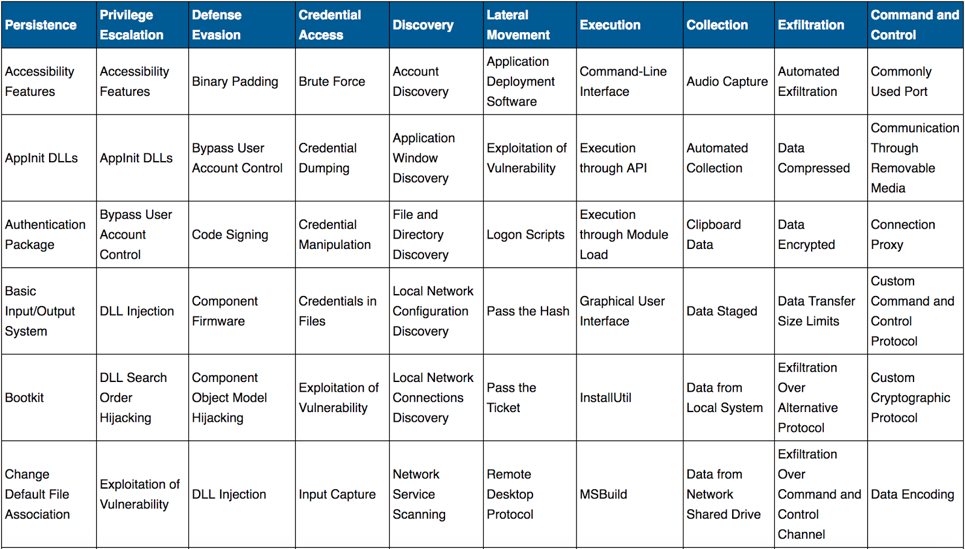 Persistence
Privilege
Escalation
Defense
Evasion
Credential
Access
Discovery
Lateral
Movement
Execution
Collection
Exfiltration
Command and
Control
Accessibility
Features
Accessibility
Features
Binary Padding
Brute Force
Account
Discovery
Application
Deployment
Software
Command-Line
Interface
Audio Capture
Automated
Exfiltration
Commonly
Used Port
AppInit DLLs
AppInit DLLs
Bypass User
Account Control
Credential
Dumping
Application
Window
Discovery
Exploitation of
Vulnerability
Execution
through API
Automated
Collection
Data
Compressed
Communication
Through
Removable
Media
Authentication
Package
Bypass User
Account
Control
Code Signing
Credential
Manipulation
File and
Directory
Discovery
Logon Scripts
Execution
through Module
Load
Clipboard
Data
Data
Encrypted
Connection
Proxy
Basic
Input/Output
System
DLL Injection
Component
Firmware
Credentials in
Files
Local Network
Configuration
Discovery
Pass the Hash
Graphical User
Interface
Data Staged
Data Transfer
Size Limits
Custom
Command and
Control
Protocol
Bootkit
DLL Search
Order
Hijacking
Component
Object Model
Hijacking
Exploitation of
Vulnerability
Local Network
Connections
Discovery
Pass the
Ticket
InstallUtil
Data from
Local System
Exfiltration
Over
Alternative
Protocol
Custom
Cryptographic
Protocol
Change
Default File
Association
Exploitation of
Vulnerability
DLL Injection
Input Capture
Network
Service
Scanning
Remote
Desktop
Protocol
MSBuild
Data from
Network
Shared Drive
Exfiltration
Over
Command and
Control
Channel
Data Encoding